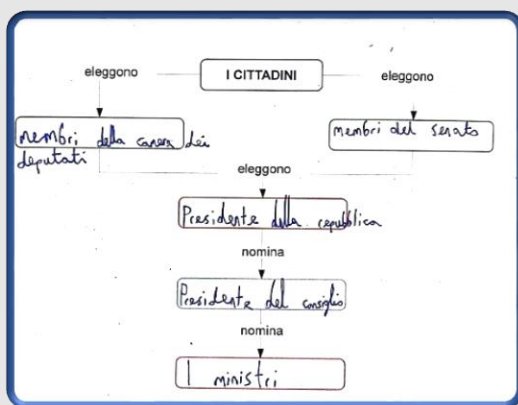 I CITTADINI
eleggono
eleggono
membri della camera dei
deputati
membri del senato
eleggono
Presidente della repubblica
nomina
Presidente del consiglio
nomina
I ministri